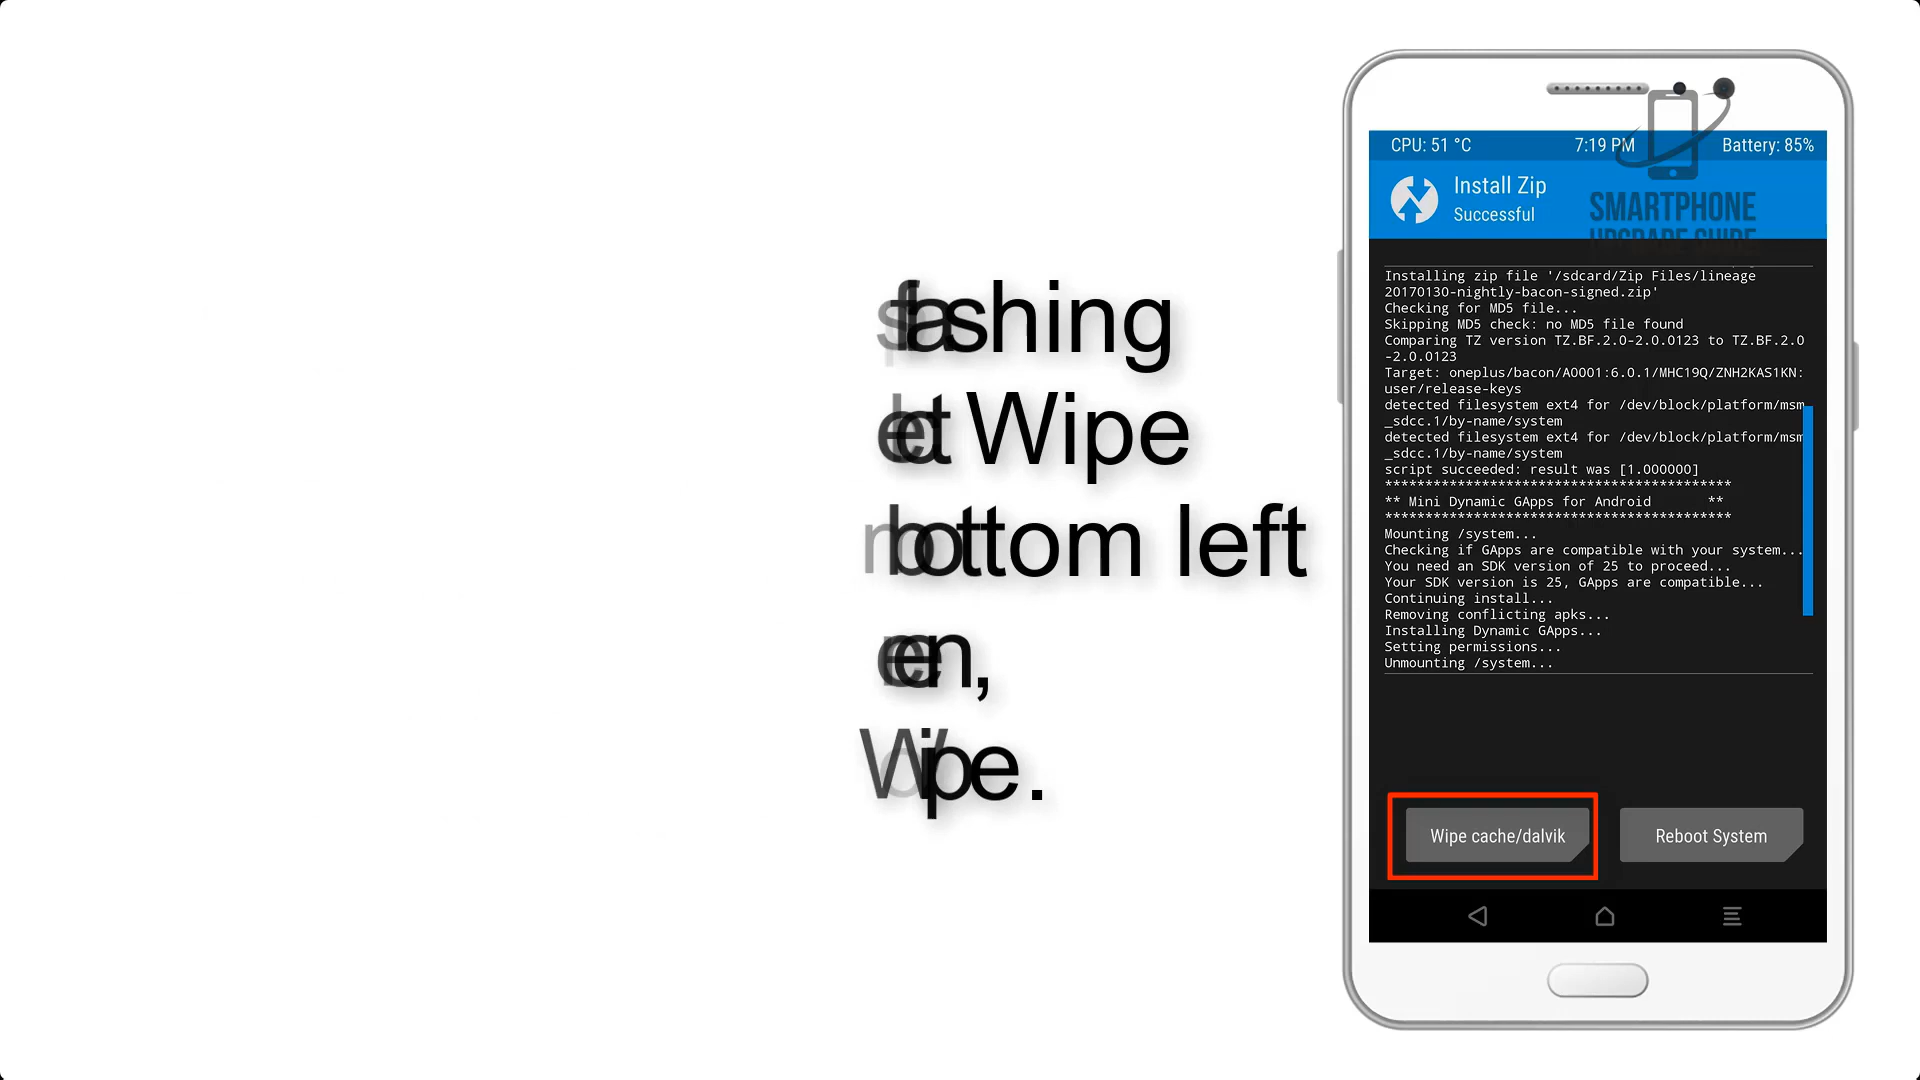 shing
Wipe
bottom left
en,
Wipe.
CPU: 51 °C 7:19 PM Battery: 85%
Install Zip
Successful
SMARTPHONE
UPGRADE GUIDE
Installing zip file '/sdcard/Zip Files/lineage
20170130-nightly-bacon-signed.zip'
Checking for MD5 file...
Skipping MD5 check: no MD5 file found
Comparing TZ version TZ.BF.2.0-2.0.0123 to TZ.BF.2.0
-2.0.0123
Target: oneplus/bacon/A0001:6.0.1/MHC19Q/ZNH2KAS1KN:
user/release-keys
detected filesystem ext4 for /dev/block/platform/msm
_sdcc.1/by-name/system
detected filesystem ext4 for /dev/block/platform/msm
_sdcc.1/by-name/system
script succeeded: result was [1.000000]
*******************************************
** Mini Dynamic GApps for Android **
*******************************************
Mounting /system...
Checking if GApps are compatible with your system...
You need an SDK version of 25 to proceed...
Your SDK version is 25, GApps are compatible...
Continuing install...
Removing conflicting apks...
Installing Dynamic GApps...
Setting permissions...
Unmounting /system...
Wipe cache/dalvik Reboot System